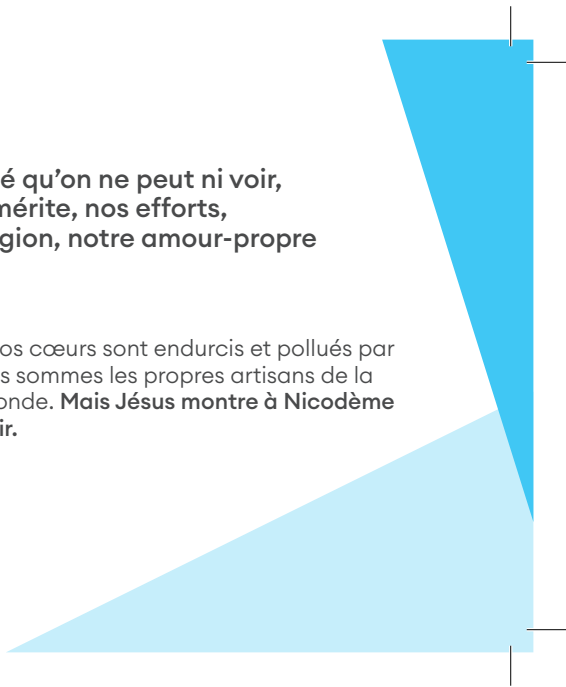 é qu’on ne peut ni voir,
mérite, nos efforts,
gion, notre amour-propre
os cœurs sont endurcis et pollués par
s sommes les propres artisans de la
onde. Mais Jésus montre à Nicodème
ir.